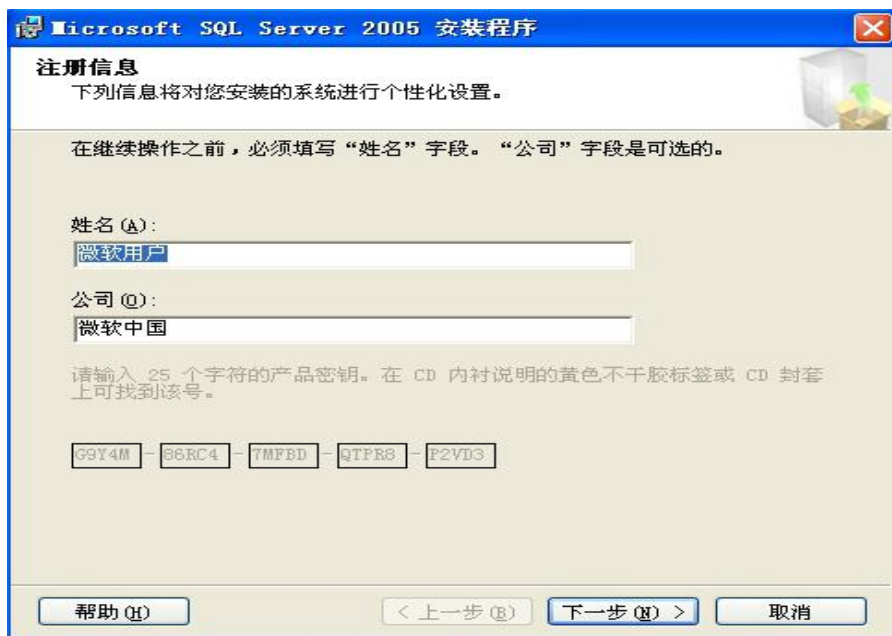 Microsoft SQL Server 2005 安装程序
注册信息
下列信息将对您安装的系统进行个性化设置。
在继续操作之前，必须填写“姓名”字段。“公司”字段是可选的。
姓名(A):
微软用户
公司(O):
微软中国
请输入 25 个字符的产品密钥。在 CD 内衬说明的黄色不干胶标签或 CD 封套
上可找到该号。
G9Y4M - 86RC4 - 7MFBD - QTPR8 - P2VD3
帮助(H) < 上一步(B) 下一步(N) > 取消